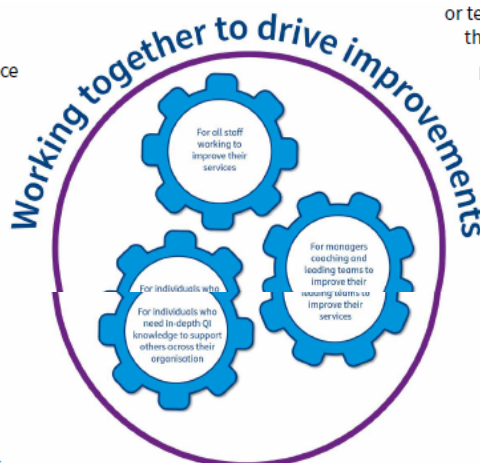 or te
th
ce
Working together to drive improvements
For all staff
working to
improve their
services
For managers
coaching and
leading teams to
improve their
leading teams to
improve their
services
For individuals who
For individuals who
need in-depth QI
knowledge to support
others across their
organisation